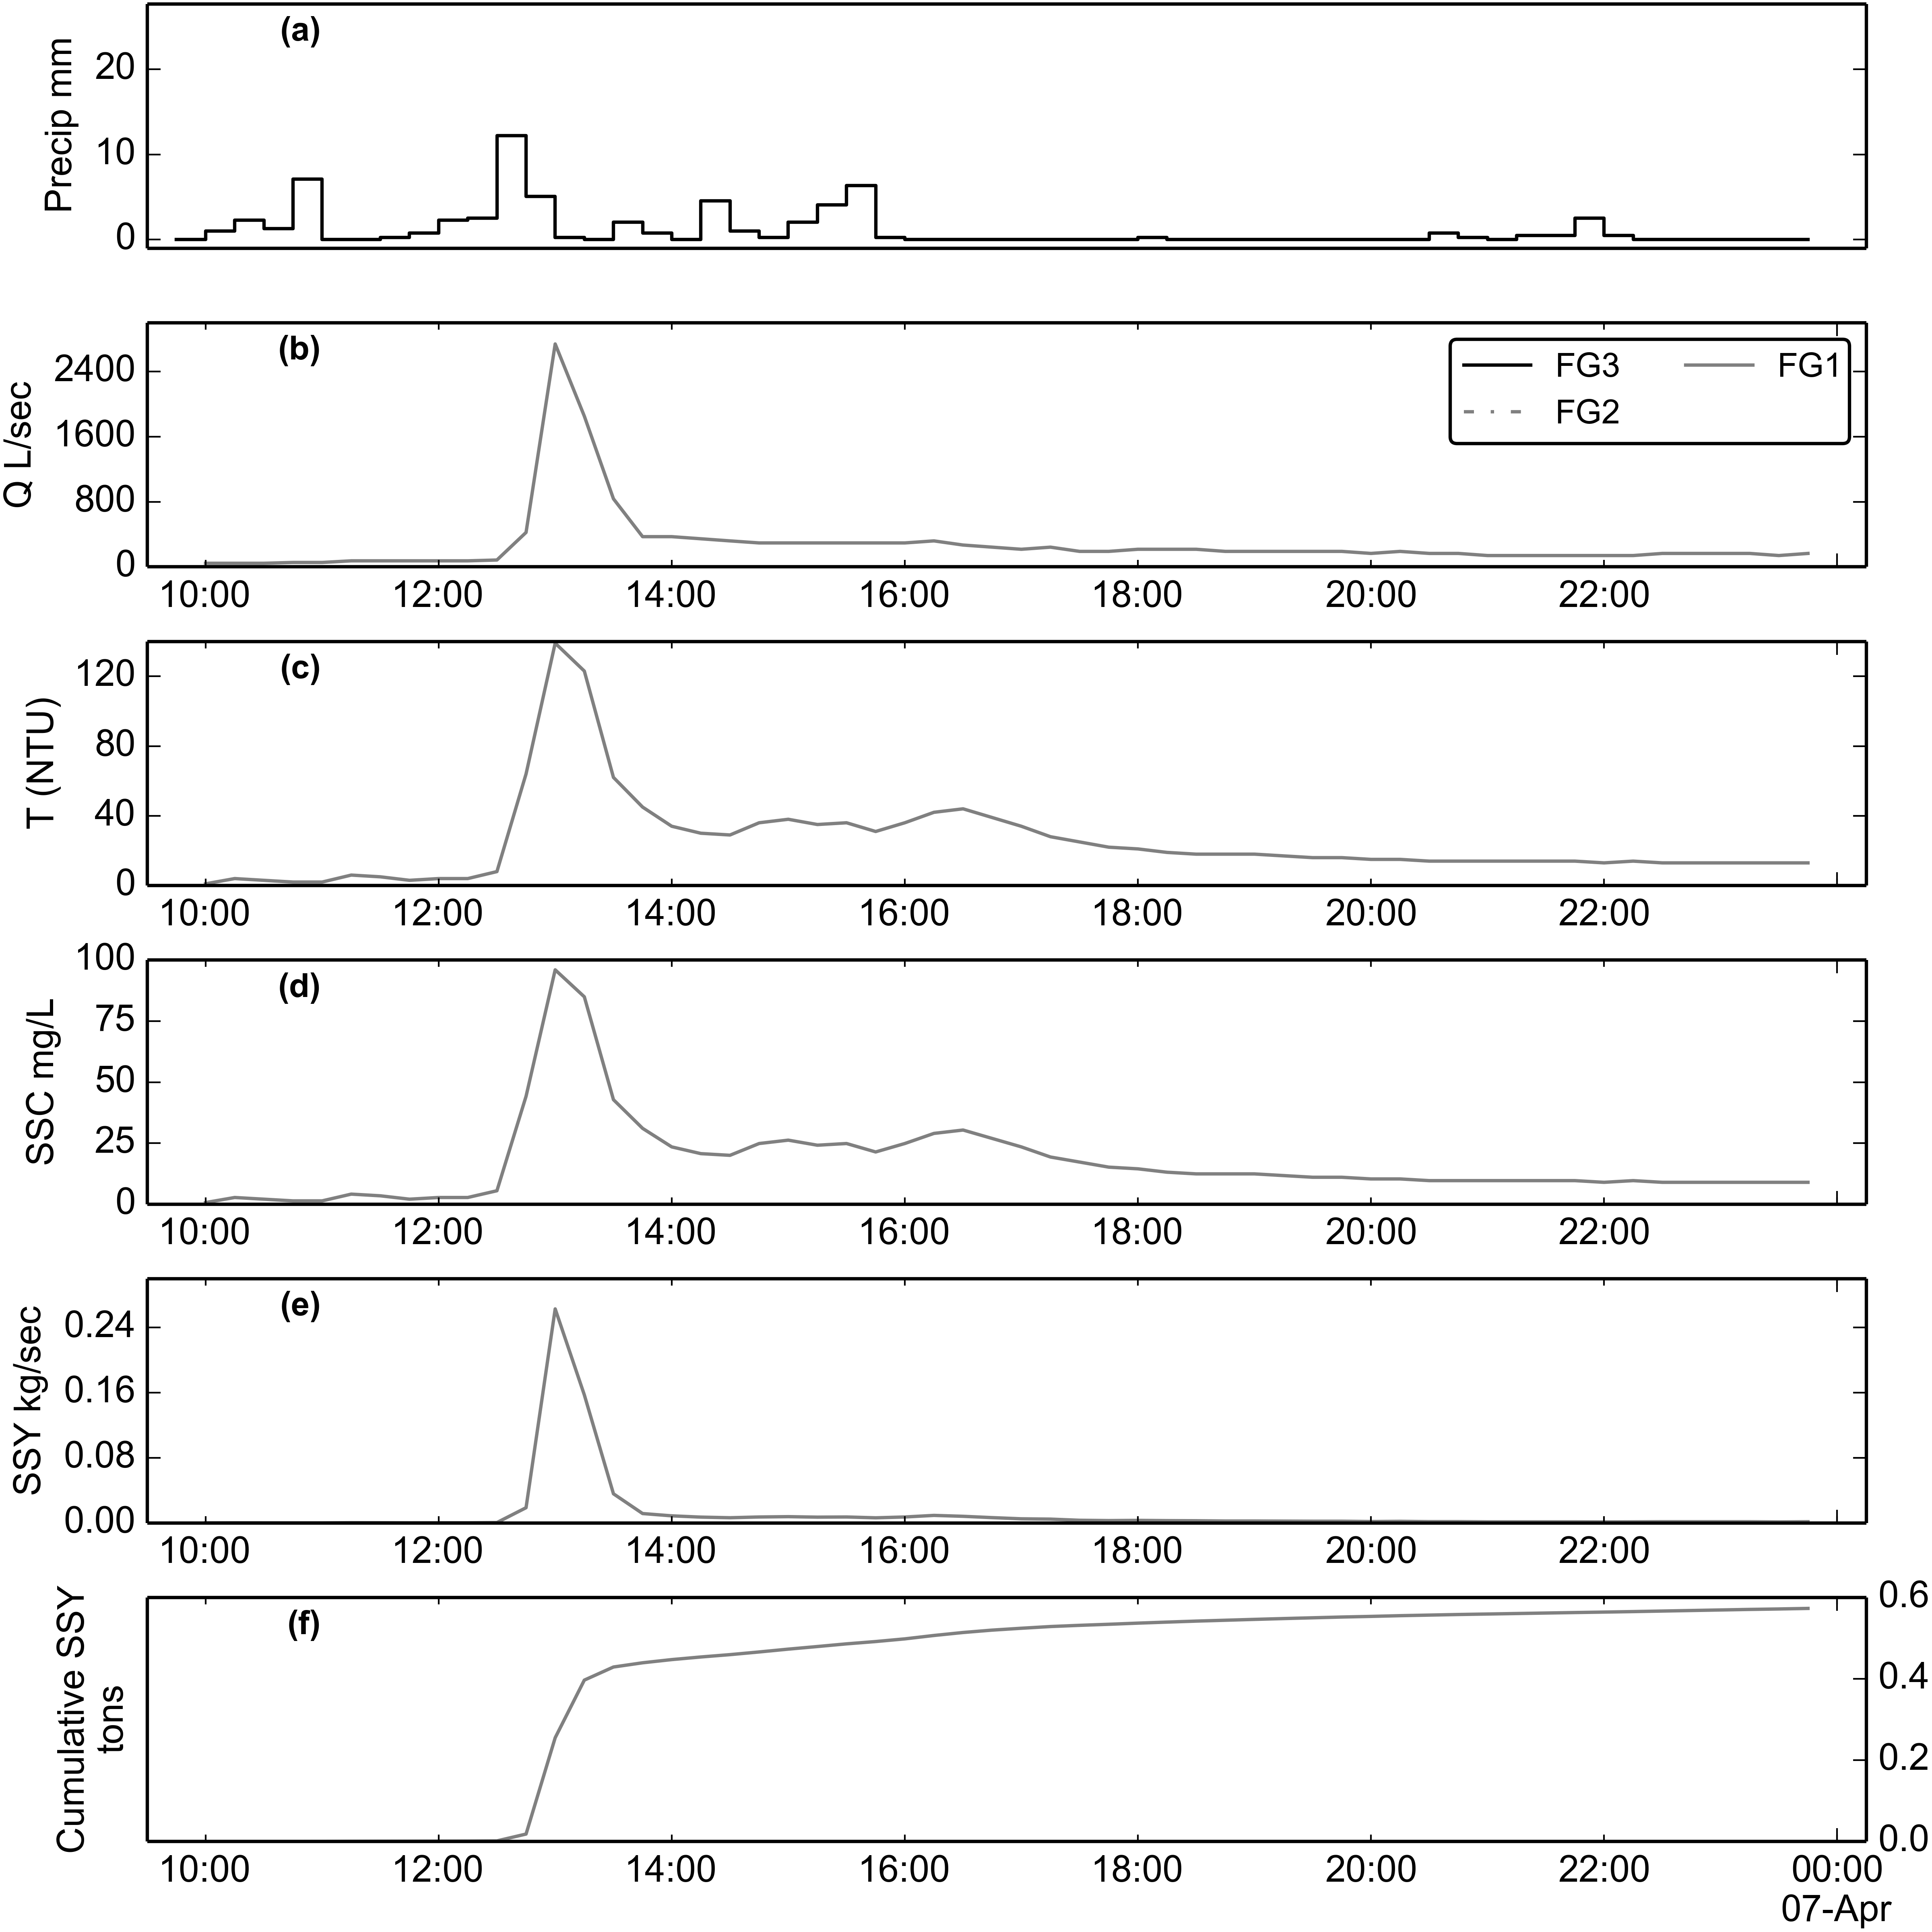 (a)
Precip mm
20
10
0
(b)
Q L/sec
2400
1600
800
0
FG3 FG1
FG2
10:00 12:00 14:00 16:00 18:00 20:00 22:00
(c)
T (NTU)
120
80
40
0
10:00 12:00 14:00 16:00 18:00 20:00 22:00
(d)
SSC mg/L
100
75
50
25
0
10:00 12:00 14:00 16:00 18:00 20:00 22:00
(e)
SSY kg/sec
0.24
0.16
0.08
0.00
10:00 12:00 14:00 16:00 18:00 20:00 22:00
(f)
Cumulative SSY
tons
0.6
0.4
0.2
0.0
10:00 12:00 14:00 16:00 18:00 20:00 22:00 00:00
07-Apr